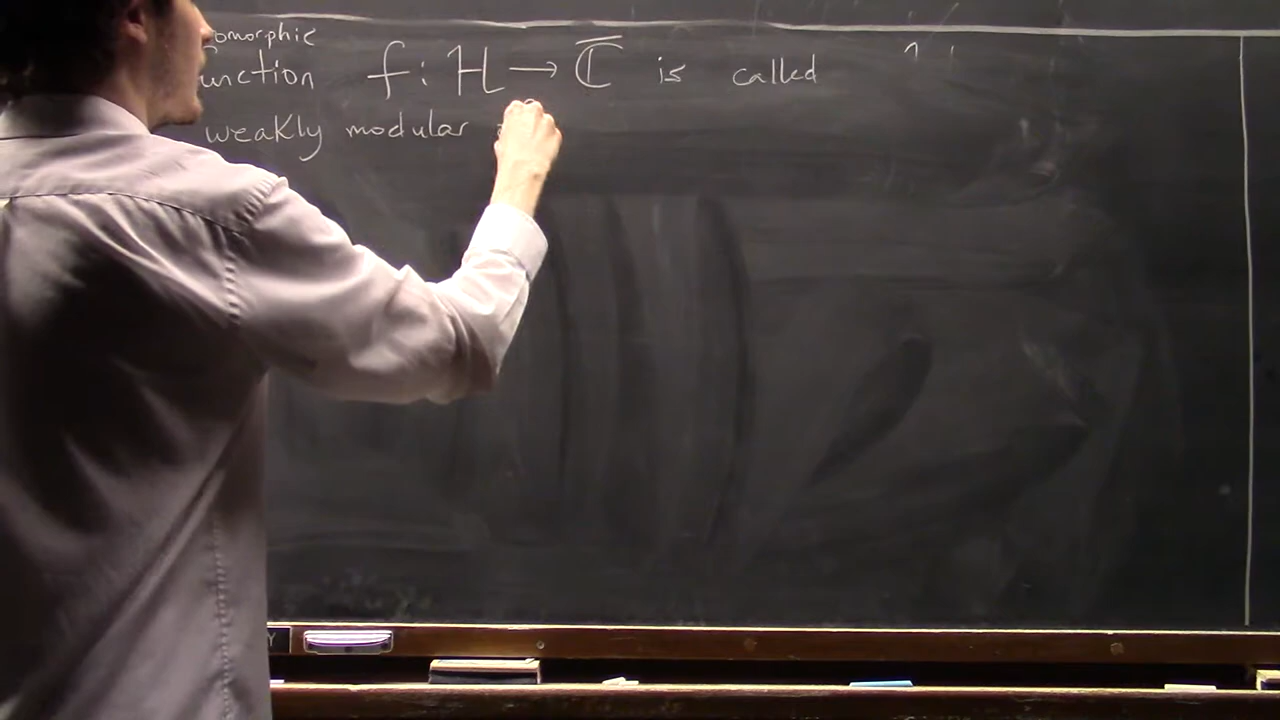 omorphic
unction f : H → ℂ̅ is called
weakly modular